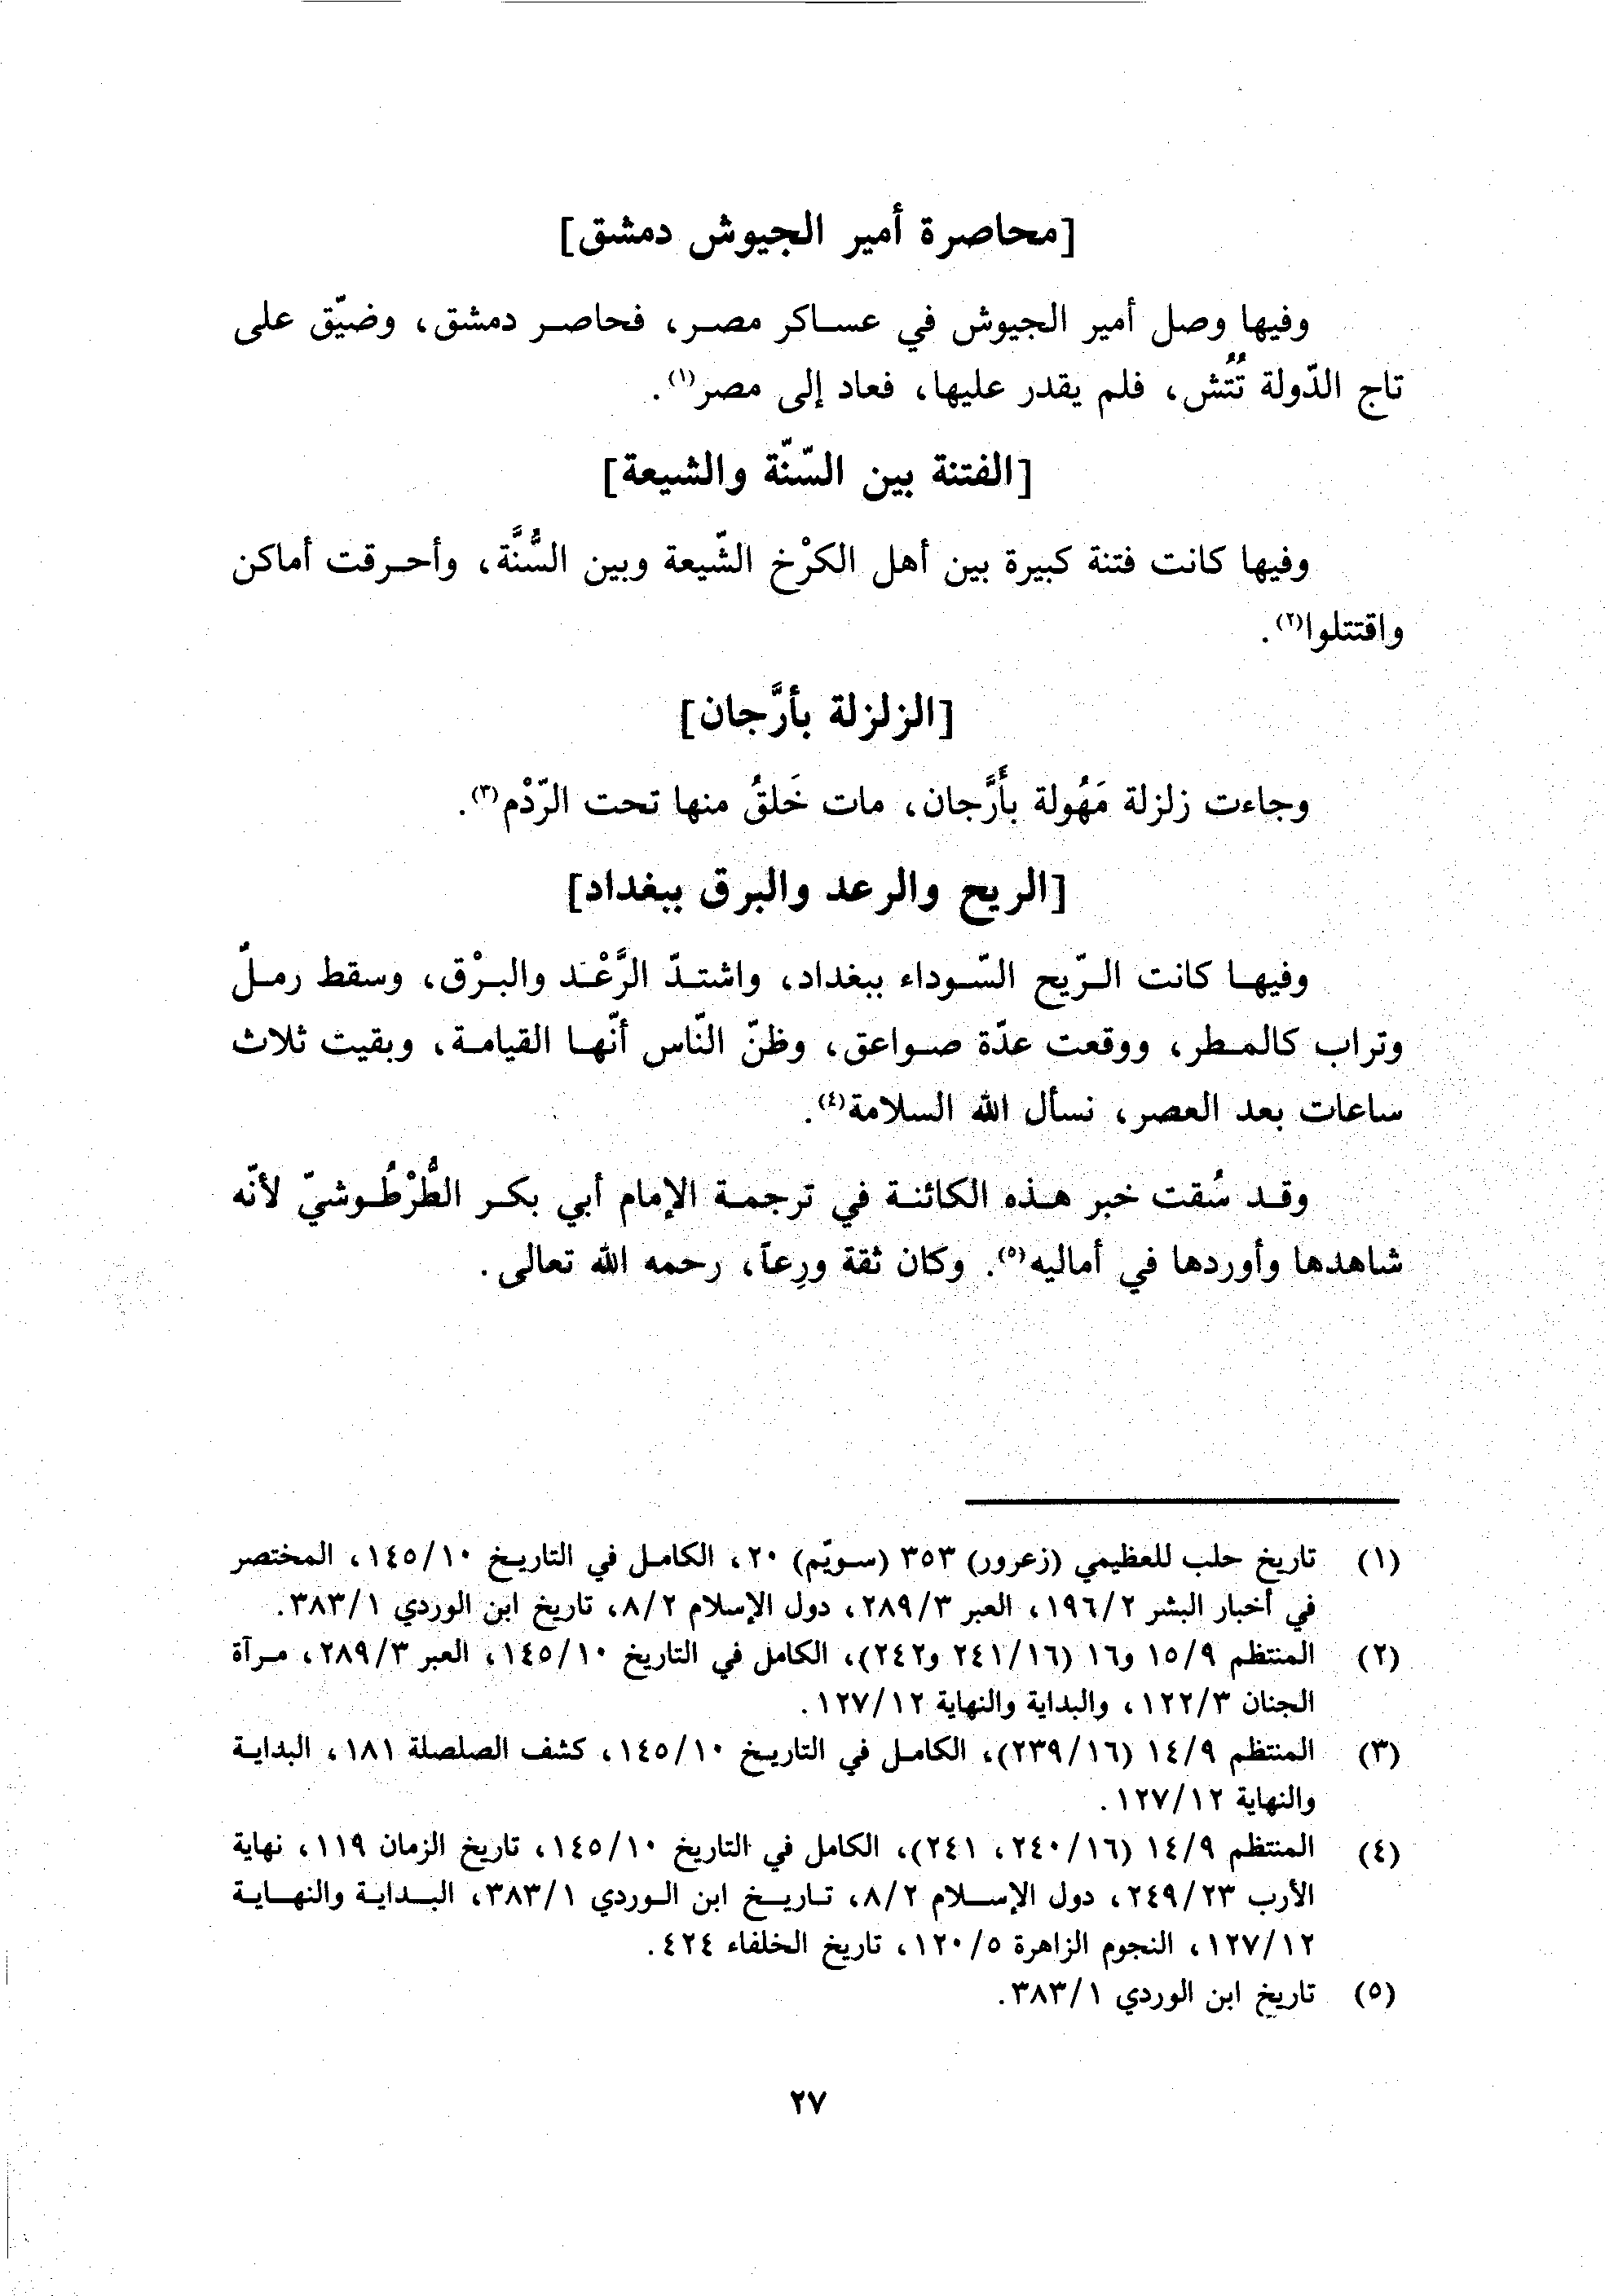 [محاصرة أمير الجيوش دمشق]
وفيها وصل أمير الجيوش في عساكر مصر، فحاصر دمشق، وضيّق على
تاج الدّولة تُتُش، فلم يقدر عليها، فعاد إلى مصر(١).
[الفتنة بين السّنّة والشيعة]
وفيها كانت فتنة كبيرة بين أهل الكرْخ الشّيعة وبين السُّنَّة، وأحرقت أماكن
واقتتلوا(٢).
[الزلزلة بأرَّجان]
وجاءت زلزلة مَهُولة بأَرَّجان، مات خَلقُ منها تحت الرّدْم(٣).
[الريح والرعد والبرق ببغداد]
وفيها كانت الرّيح السّوداء ببغداد، واشتدّ الرَّعْد والبرْق، وسقط رملٌ
وتراب كالمطر، ووقعت عدّة صواعق، وظنّ النّاس أنّها القيامة، وبقيت ثلاث
ساعات بعد العصر، نسأل الله السلامة(٤).
وقد سُقت خبر هذه الكائنة في ترجمة الإمام أبي بكر الطُّرْطُوشيّ لأنّه
شاهدها وأوردها في أماليه(٥). وكان ثقة ورِعاً، رحمه الله تعالى.
(١) تاريخ حلب للعظيمي (زعرور) ٣٥٣ (سويّم) ٢٠، الكامل في التاريخ ١٤٥/١٠، المختصر
في أخبار البشر ١٩٦/٢، العبر ٢٨٩/٣، دول الإسلام ٨/٢، تاريخ ابن الوردي ٣٨٣/١.
(٢) المنتظم ١٥/٩ و١٦ (٢٤١/١٦ و٢٤٢)، الكامل في التاريخ ١٤٥/١٠، العبر ٢٨٩/٣، مرآة
الجنان ١٢٢/٣، والبداية والنهاية ١٢٧/١٢.
(٣) المنتظم ١٤/٩ (٢٣٩/١٦)، الكامل في التاريخ ١٤٥/١٠، كشف الصلصلة ١٨١، البداية
والنهاية ١٢٧/١٢.
(٤) المنتظم ١٤/٩ (٢٤٠/١٦، ٢٤١)، الكامل في التاريخ ١٤٥/١٠، تاريخ الزمان ١١٩، نهاية
الأرب ٢٤٩/٢٣، دول الإسلام ٨/٢، تاريخ ابن الوردي ٣٨٣/١، البداية والنهاية
١٢٧/١٢، النجوم الزاهرة ١٢٠/٥، تاريخ الخلفاء ٤٢٤.
(٥) تاريخ ابن الوردي ٣٨٣/١.
٢٧